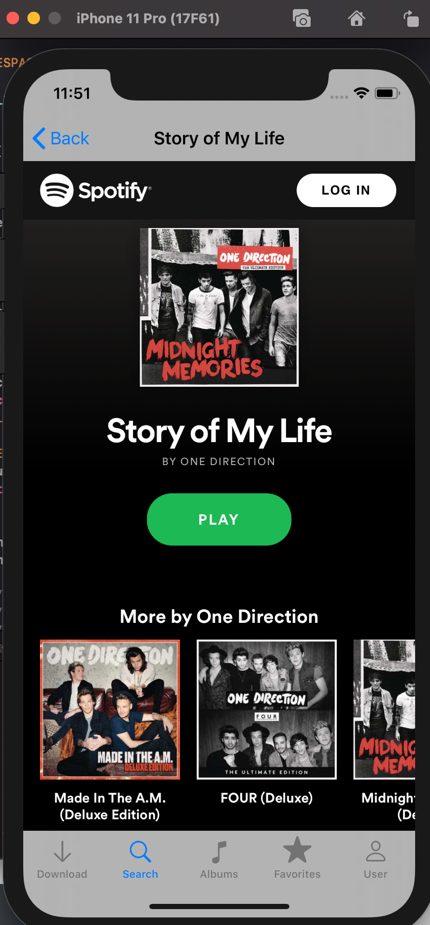 iPhone 11 Pro (17F61)
ESPA
11:51
Back
Story of My Life
Spotify
LOG IN
ONE DIRECTION
THE ULTIMATE EDITION
MIDNIGHT
MEMORIES
Story of My Life
BY ONE DIRECTION
PLAY
More by One Direction
ONE DIRECTION
MADE IN THE A.M.
DELUXE EDITION
ONE DIRECTION
FOUR
THE ULTIMATE EDITION
MIDNIG
MEM
Made In The A.M.
(Deluxe Edition)
FOUR (Deluxe)
Midnight
(De
Download
Search
Albums
Favorites
User